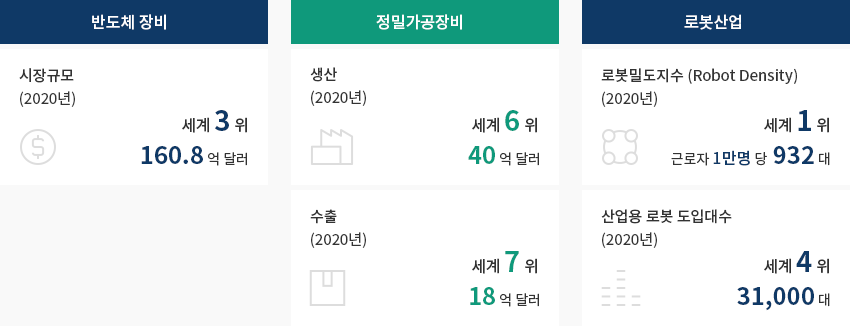 반도체 장비
시장규모
(2020년)
세계 3 위
160.8 억 달러
정밀가공장비
생산
(2020년)
세계 6 위
40 억 달러
수출
(2020년)
세계 7 위
18 억 달러
로봇산업
로봇밀도지수 (Robot Density)
(2020년)
세계 1 위
근로자 1만명 당 932 대
산업용 로봇 도입대수
(2020년)
세계 4 위
31,000 대